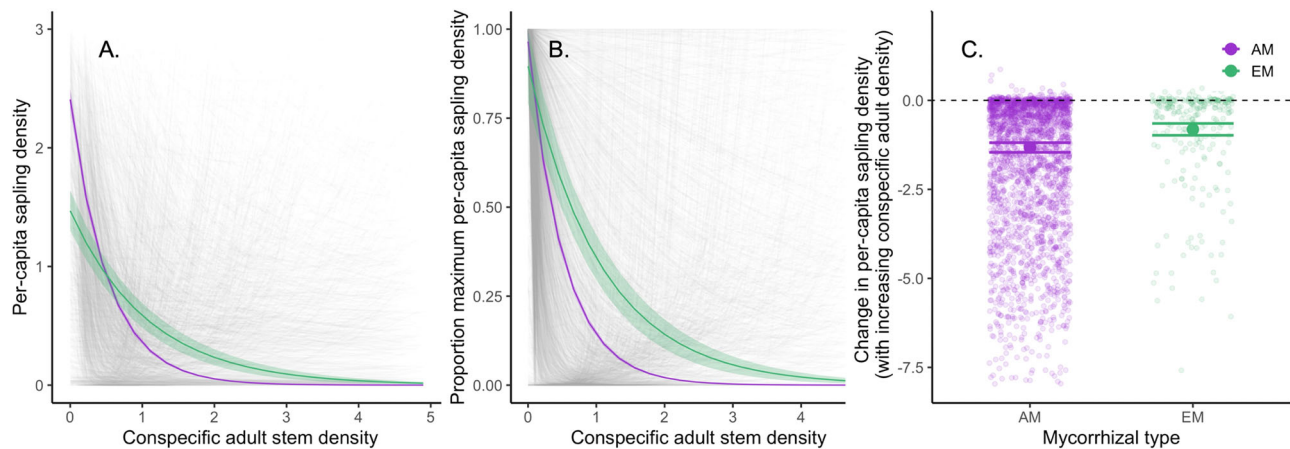 A.
Per-capita sapling density
3
2
1
0
0 1 2 3 4 5
Conspecific adult stem density
B.
Proportion maximum per-capita sapling density
1.00
0.75
0.50
0.25
0.00
0 1 2 3 4
Conspecific adult stem density
C.
AM
EM
Change in per-capita sapling density
(with increasing conspecific adult density)
0.0
-2.5
-5.0
-7.5
AM EM
Mycorrhizal type